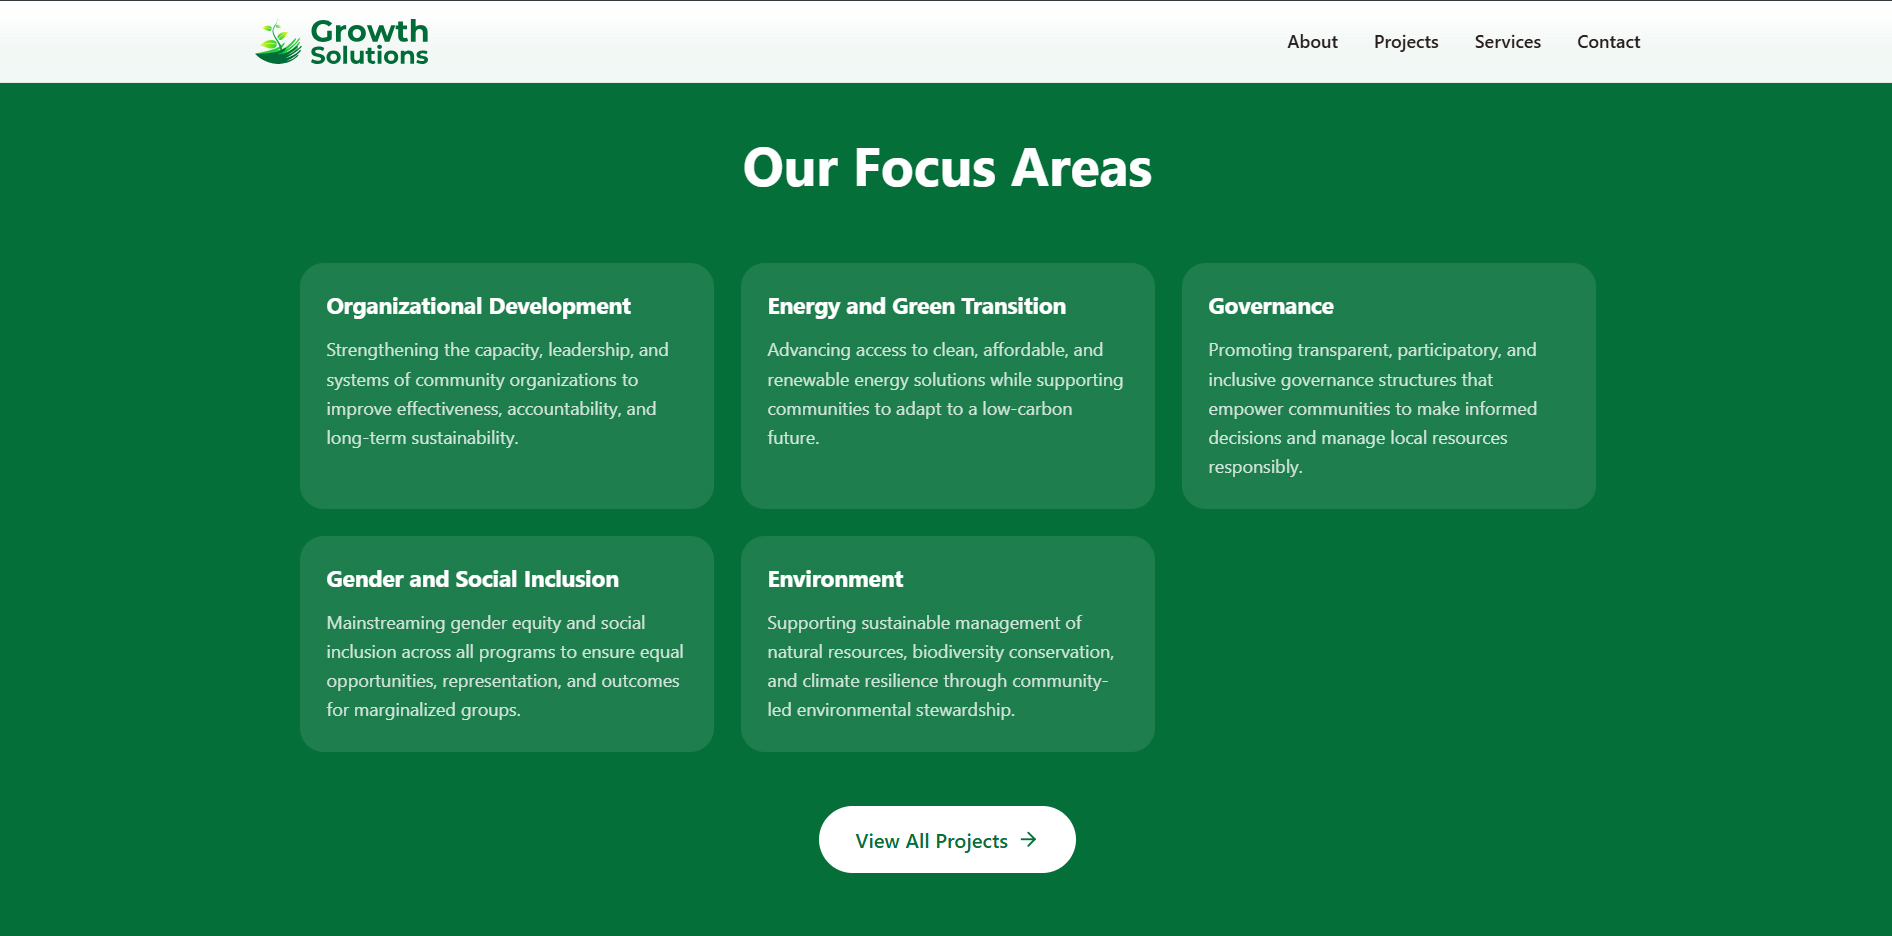 Growth
Solutions
About
Projects
Services
Contact
Our Focus Areas
Organizational Development
Strengthening the capacity, leadership, and
systems of community organizations to
improve effectiveness, accountability, and
long-term sustainability.
Energy and Green Transition
Advancing access to clean, affordable, and
renewable energy solutions while supporting
communities to adapt to a low-carbon
future.
Governance
Promoting transparent, participatory, and
inclusive governance structures that
empower communities to make informed
decisions and manage local resources
responsibly.
Gender and Social Inclusion
Mainstreaming gender equity and social
inclusion across all programs to ensure equal
opportunities, representation, and outcomes
for marginalized groups.
Environment
Supporting sustainable management of
natural resources, biodiversity conservation,
and climate resilience through community-
led environmental stewardship.
View All Projects →